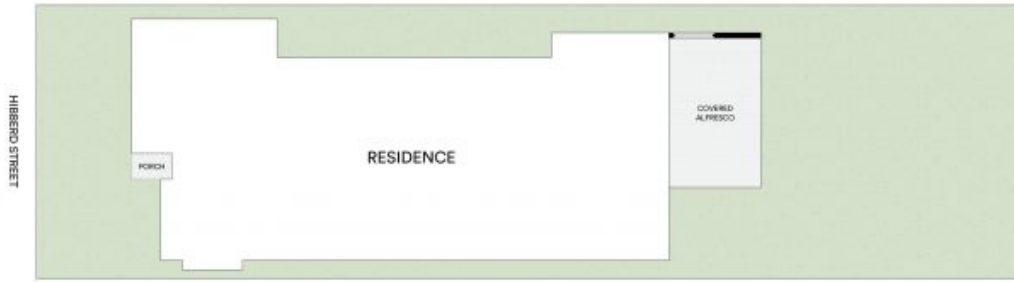 HIBBERD STREET
PORCH
RESIDENCE
COVERED
ALFRESCO